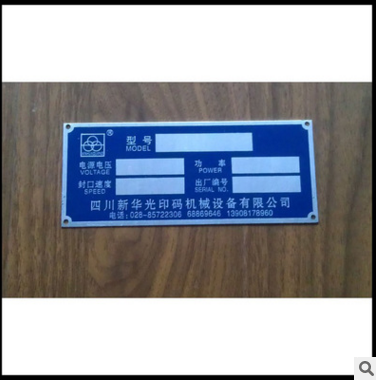 ®
型号
MODEL
电源电压
VOLTAGE
功率
POWER
封口速度
SPEED
出厂编号
SERIAL NO.
四川新华光印码机械设备有限公司
电话:028-85722306 68869646 13908178960